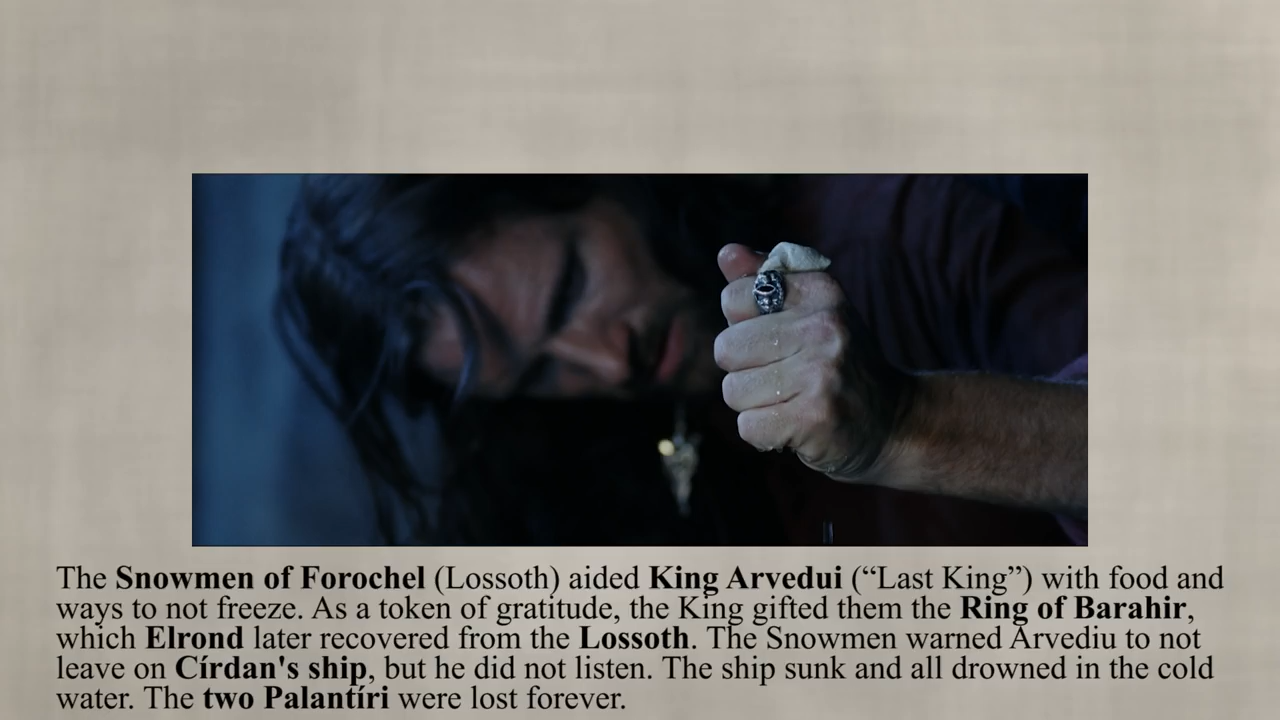 The Snowmen of Forochel (Lossoth) aided King Arvedui (“Last King”) with food and
ways to not freeze. As a token of gratitude, the King gifted them the Ring of Barahir,
which Elrond later recovered from the Lossoth. The Snowmen warned Arvediu to not
leave on Círdan's ship, but he did not listen. The ship sunk and all drowned in the cold
water. The two Palantíri were lost forever.